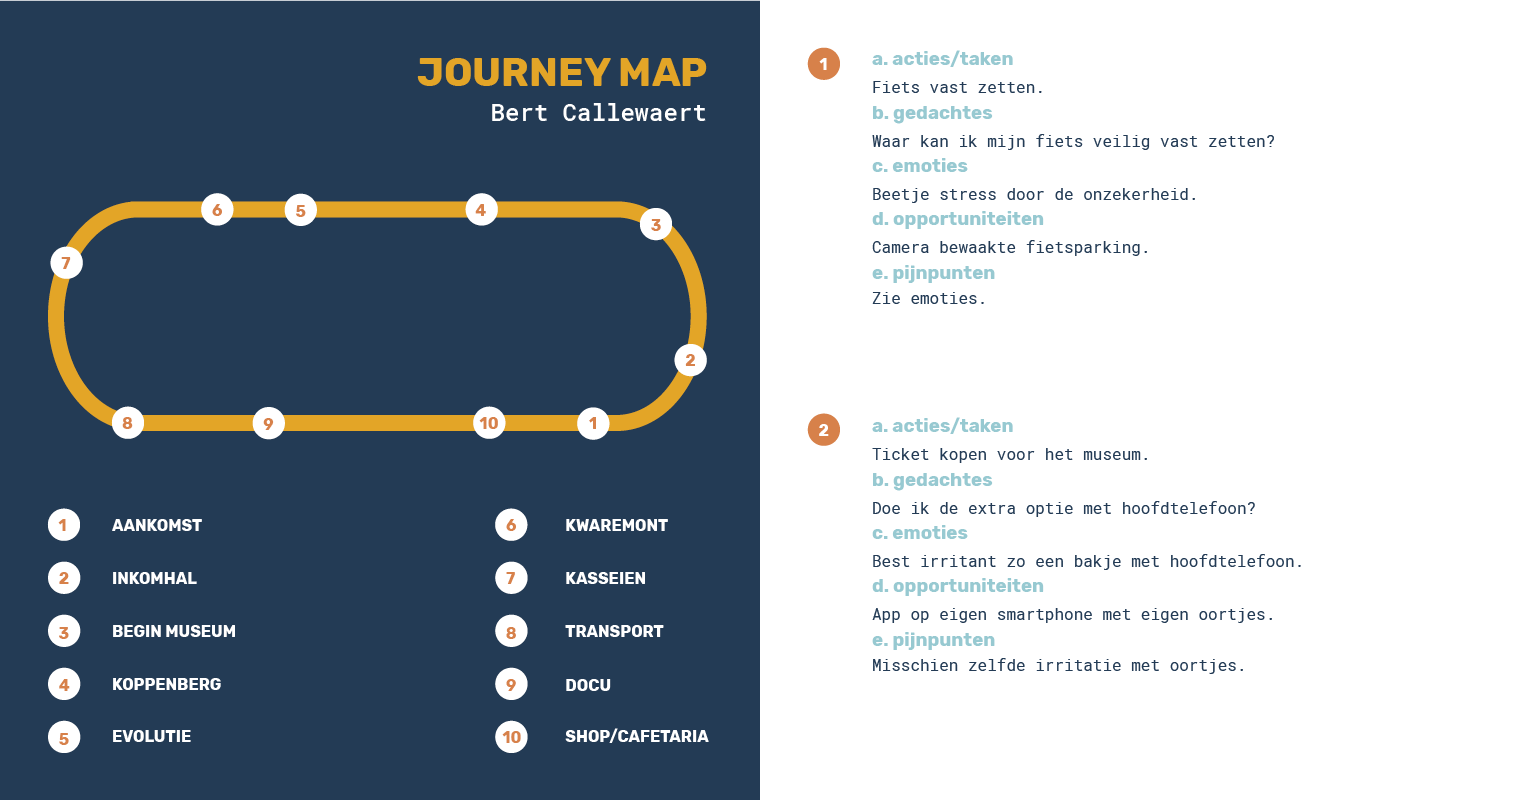 JOURNEY MAP
Bert Callewaert
6
5
4
3
7
2
8
9
10
1
1 AANKOMST
2 INKOMHAL
3 BEGIN MUSEUM
4 KOPPENBERG
5 EVOLUTIE
6 KWAREMONT
7 KASSEIEN
8 TRANSPORT
9 DOCU
10 SHOP/CAFETARIA
1
a. acties/taken
Fiets vast zetten.
b. gedachtes
Waar kan ik mijn fiets veilig vast zetten?
c. emoties
Beetje stress door de onzekerheid.
d. opportuniteiten
Camera bewaakte fietsparking.
e. pijnpunten
Zie emoties.
2
a. acties/taken
Ticket kopen voor het museum.
b. gedachtes
Doe ik de extra optie met hoofdtelefoon?
c. emoties
Best irritant zo een bakje met hoofdtelefoon.
d. opportuniteiten
App op eigen smartphone met eigen oortjes.
e. pijnpunten
Misschien zelfde irritatie met oortjes.